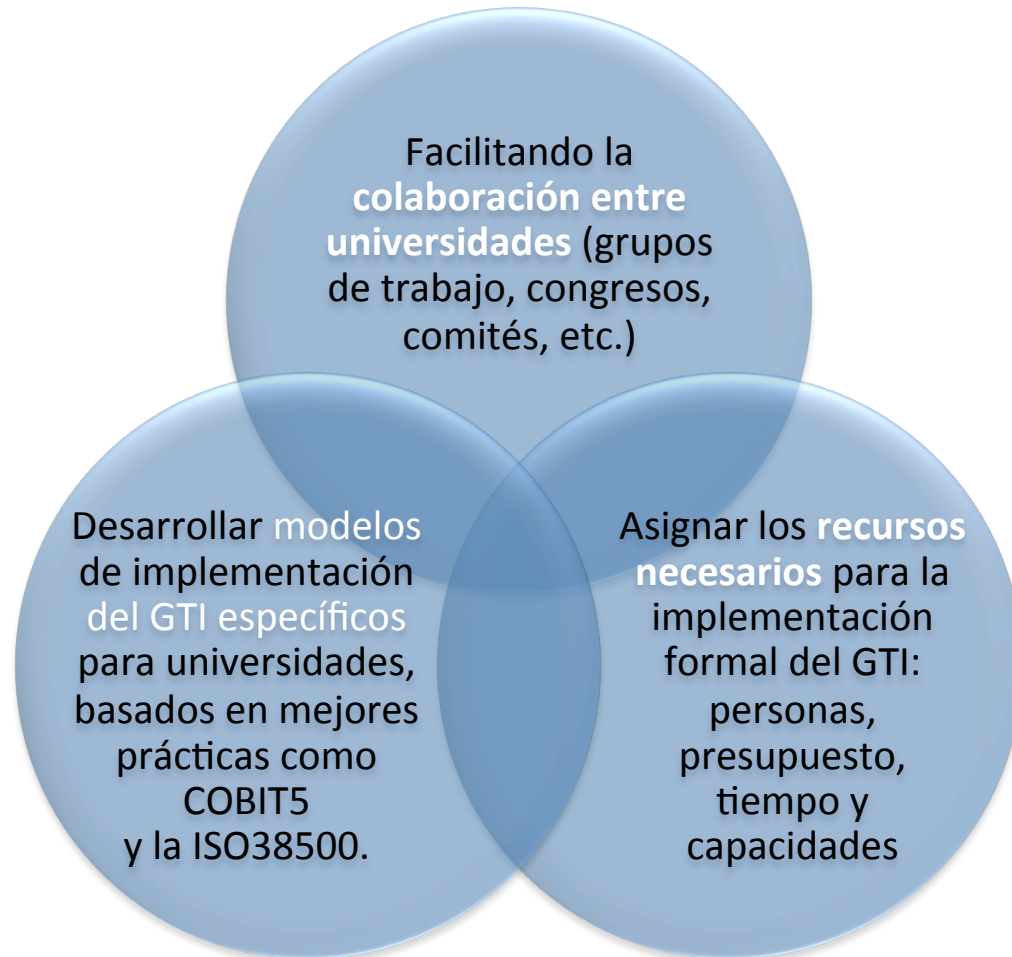 Facilitando la
colaboración entre
universidades (grupos
de trabajo, congresos,
comités, etc.)
Desarrollar modelos
de implementación
del GTI específicos
para universidades,
basados en mejores
prácticas como
COBIT5
y la ISO38500.
Asignar los recursos
necesarios para la
implementación
formal del GTI:
personas,
presupuesto,
tiempo y
capacidades